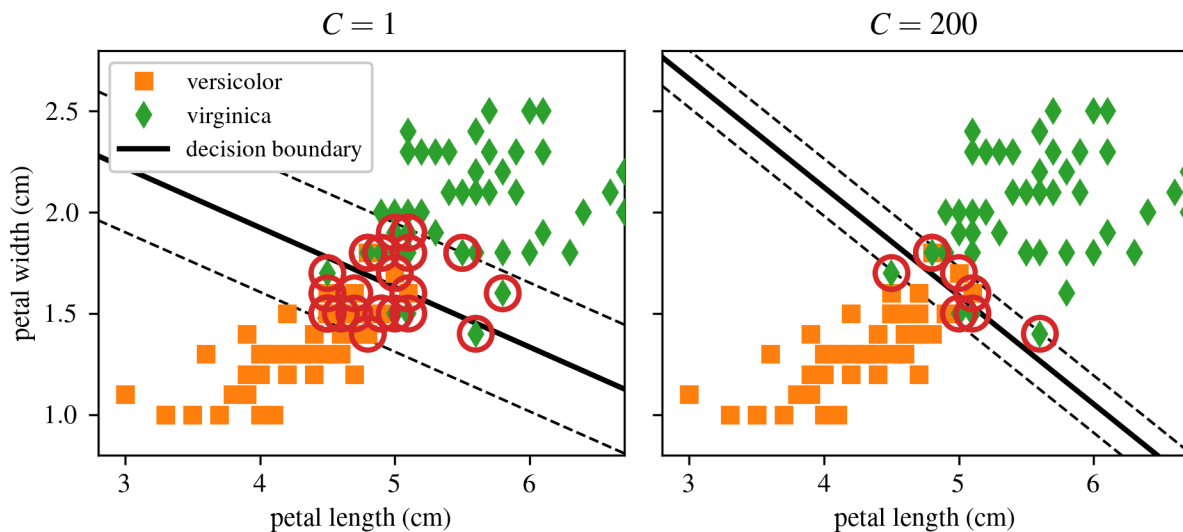 C = 1
C = 200
versicolor
virginica
decision boundary
petal width (cm)
2.5
2.0
1.5
1.0
3 4 5 6
3 4 5 6
petal length (cm)
petal length (cm)